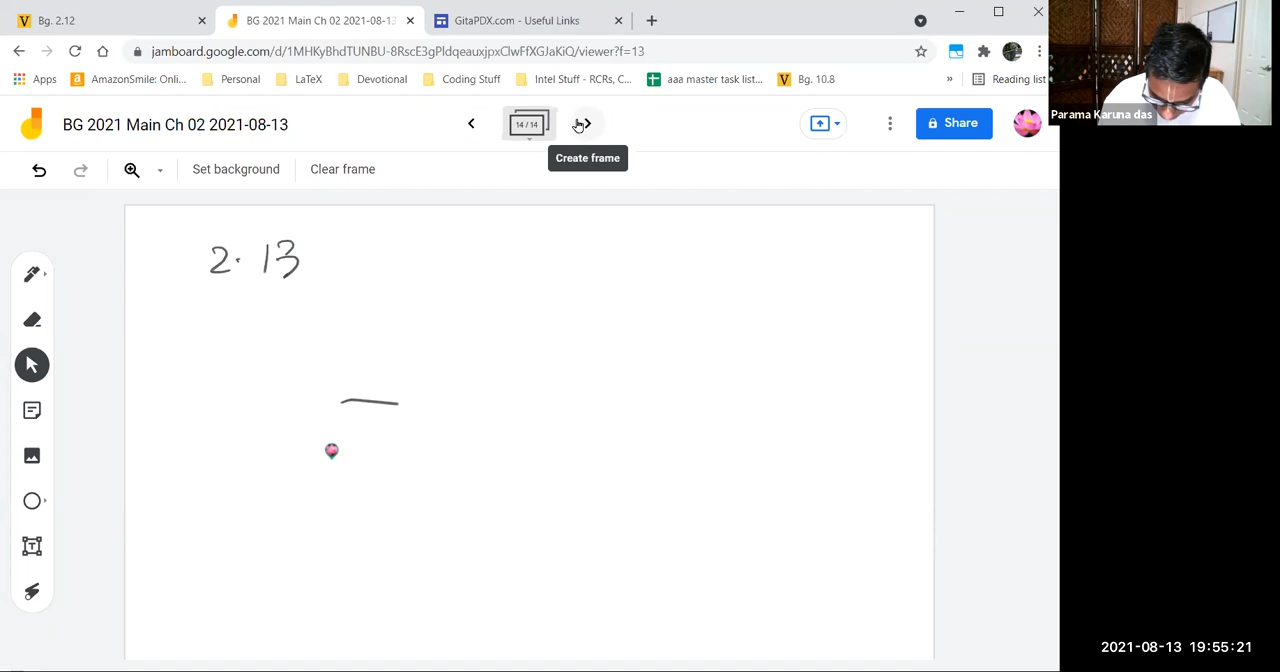 Bg. 2.12
BG 2021 Main Ch 02 2021-08-13
GitaPDX.com - Useful Links
jamboard.google.com/d/1MHKyBhdTUNBU-8RscE3gPldqeauxjpxClwFfXGJaKiQ/viewer?f=13
Apps
AmazonSmile: Onli...
Personal
LaTeX
Devotional
Coding Stuff
Intel Stuff - RCRs, C...
aaa master task list...
Bg. 10.8
»
Reading list
Parama Karuna das
BG 2021 Main Ch 02 2021-08-13
14 / 14
Share
Create frame
Set background
Clear frame
2.13
2021-08-13 19:55:21